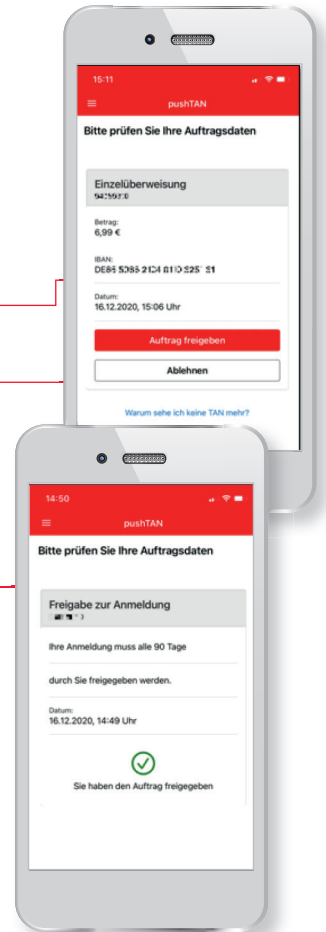 15:11
pushTAN
Bitte prüfen Sie Ihre Auftragsdaten
Einzelüberweisung
Betrag:
6,99 €
IBAN:
Datum:
16.12.2020, 15:06 Uhr
Auftrag freigeben
Ablehnen
Warum sehe ich keine TAN mehr?
14:50
pushTAN
Bitte prüfen Sie Ihre Auftragsdaten
Freigabe zur Anmeldung
Ihre Anmeldung muss alle 90 Tage
durch Sie freigegeben werden.
Datum:
16.12.2020, 14:49 Uhr
Sie haben den Auftrag freigegeben